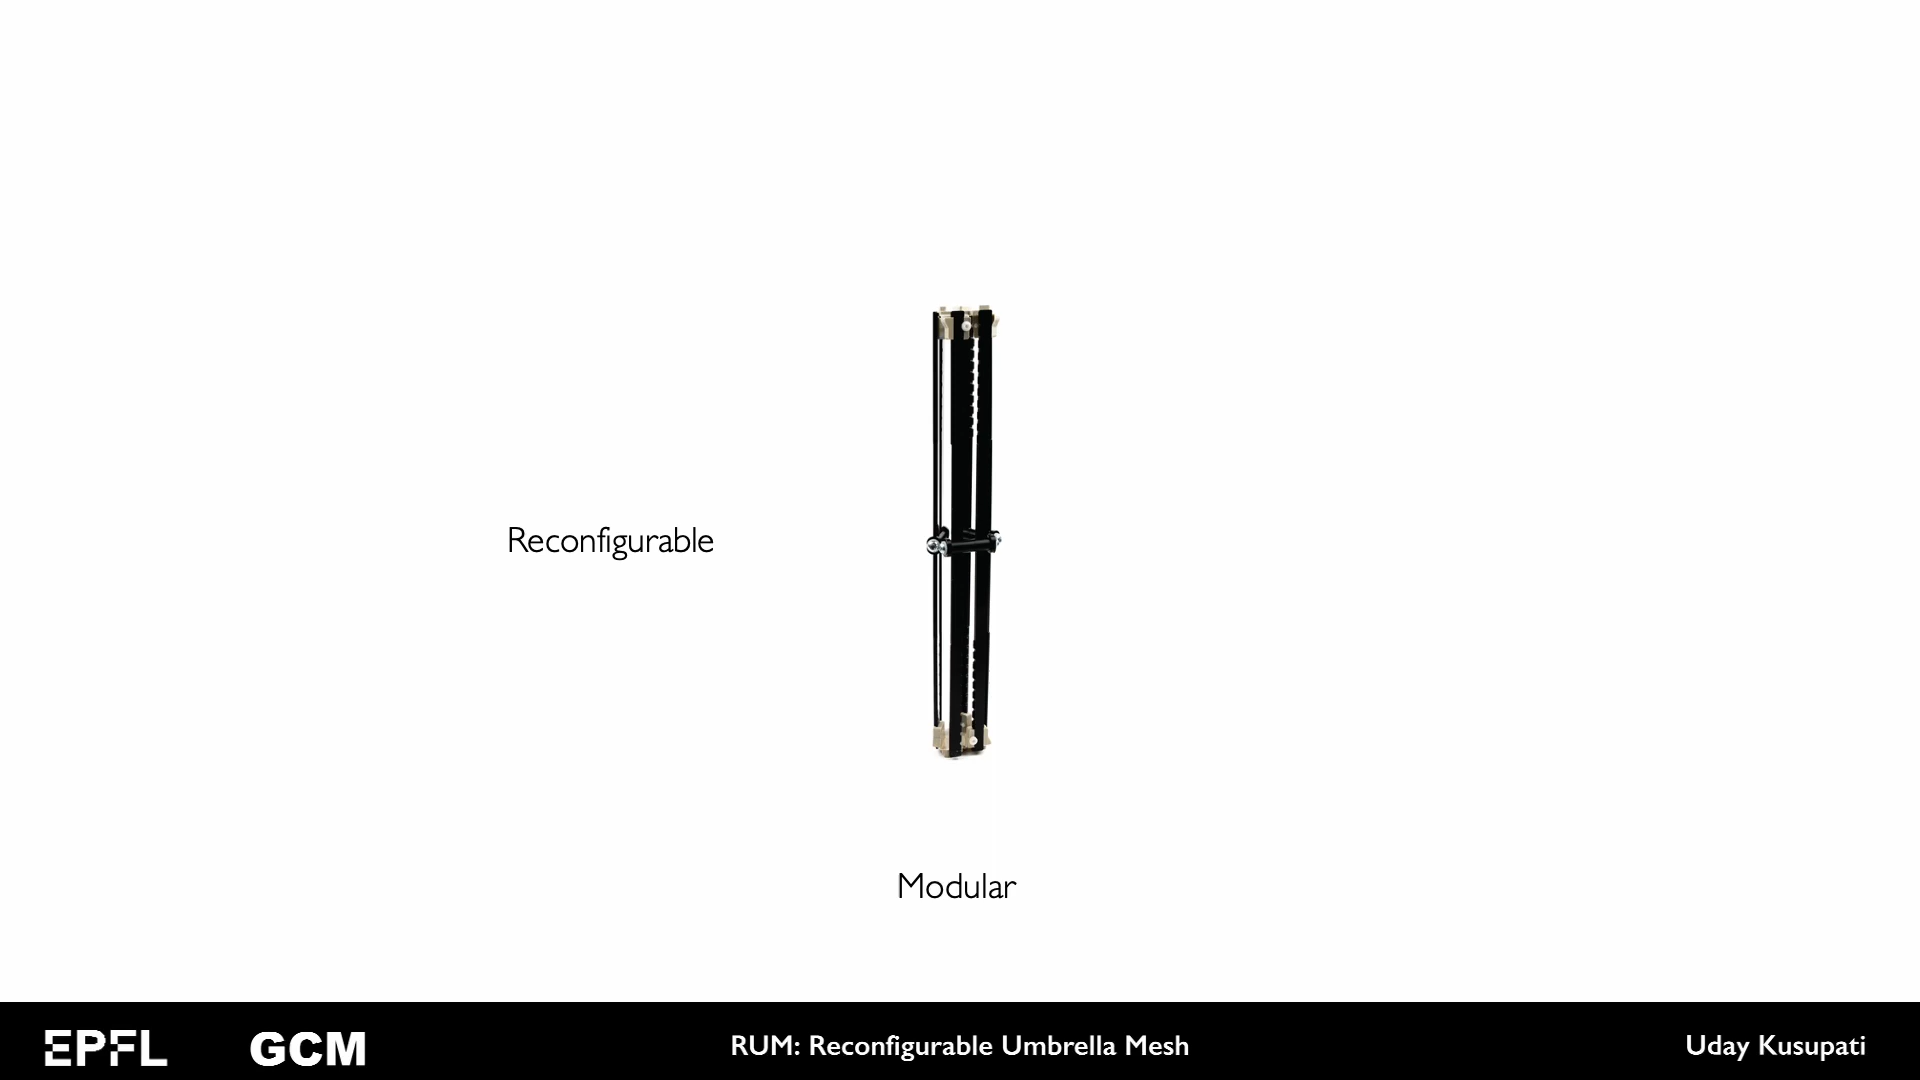 Reconfigurable
Modular
EPFL
GCM
RUM: Reconfigurable Umbrella Mesh
Uday Kusupati